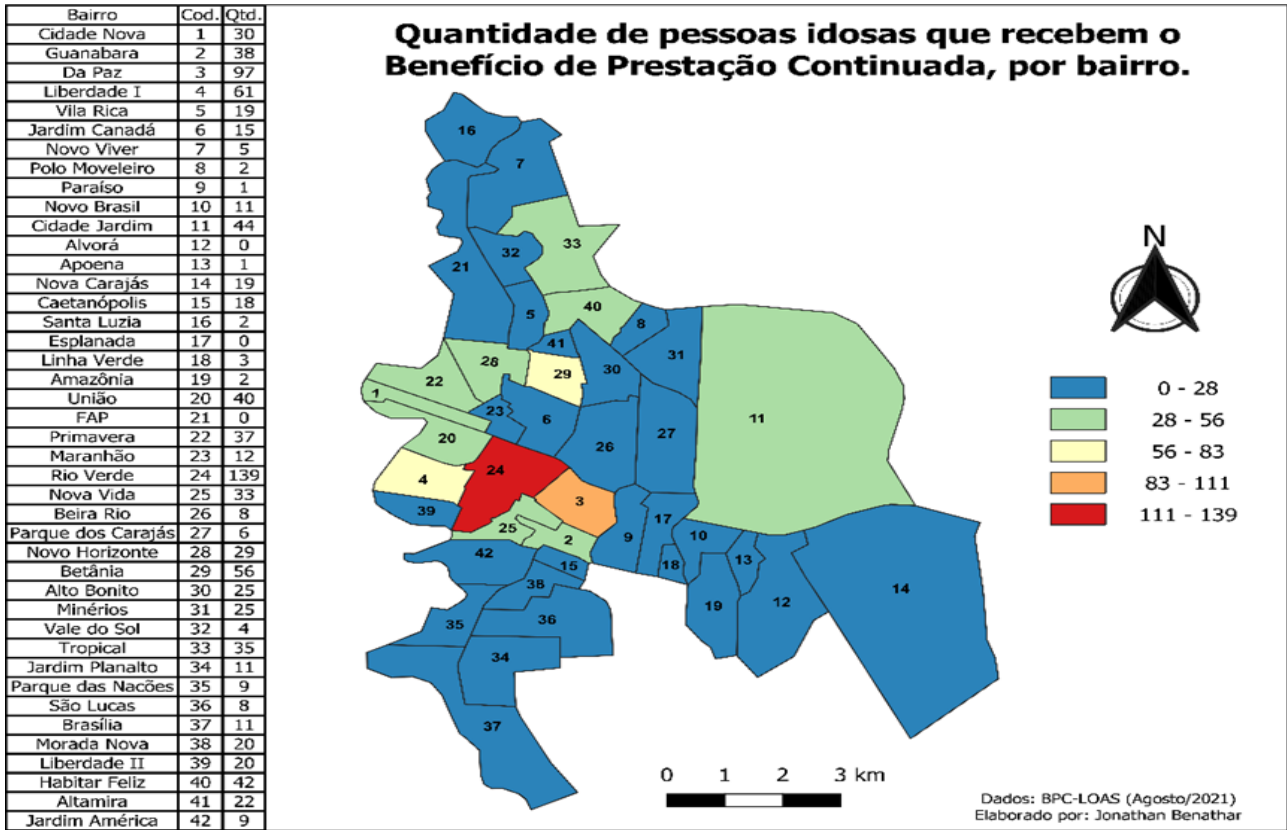 Bairro Cod. Qtd.
Cidade Nova 1 30
Guanabara 2 38
Da Paz 3 97
Liberdade I 4 61
Vila Rica 5 19
Jardim Canadá 6 15
Novo Viver 7 5
Polo Moveleiro 8 2
Paraíso 9 1
Novo Brasil 10 11
Cidade Jardim 11 44
Alvorá 12 0
Apoena 13 1
Nova Carajás 14 19
Caetanópolis 15 18
Santa Luzia 16 2
Esplanada 17 0
Linha Verde 18 3
Amazônia 19 2
União 20 40
FAP 21 0
Primavera 22 37
Maranhão 23 12
Rio Verde 24 139
Nova Vida 25 33
Beira Rio 26 8
Parque dos Carajás 27 6
Novo Horizonte 28 29
Betânia 29 56
Alto Bonito 30 25
Minérios 31 25
Vale do Sol 32 4
Tropical 33 35
Jardim Planalto 34 11
Parque das Nacões 35 9
São Lucas 36 8
Brasília 37 11
Morada Nova 38 20
Liberdade II 39 20
Habitar Feliz 40 42
Altamira 41 22
Jardim América 42 9
Quantidade de pessoas idosas que recebem o
Benefício de Prestação Continuada, por bairro.
16
7
33
32
21
40
5
8
41
31
28
30
29
22
1
11
23
6
20
26
27
24
4
3
39
17
25
2
9
10
42
15
18
13
38
14
19
12
35
36
34
37
N
0 - 28
28 - 56
56 - 83
83 - 111
111 - 139
0 1 2 3 km
Dados: BPC-LOAS (Agosto/2021)
Elaborado por: Jonathan Benathar